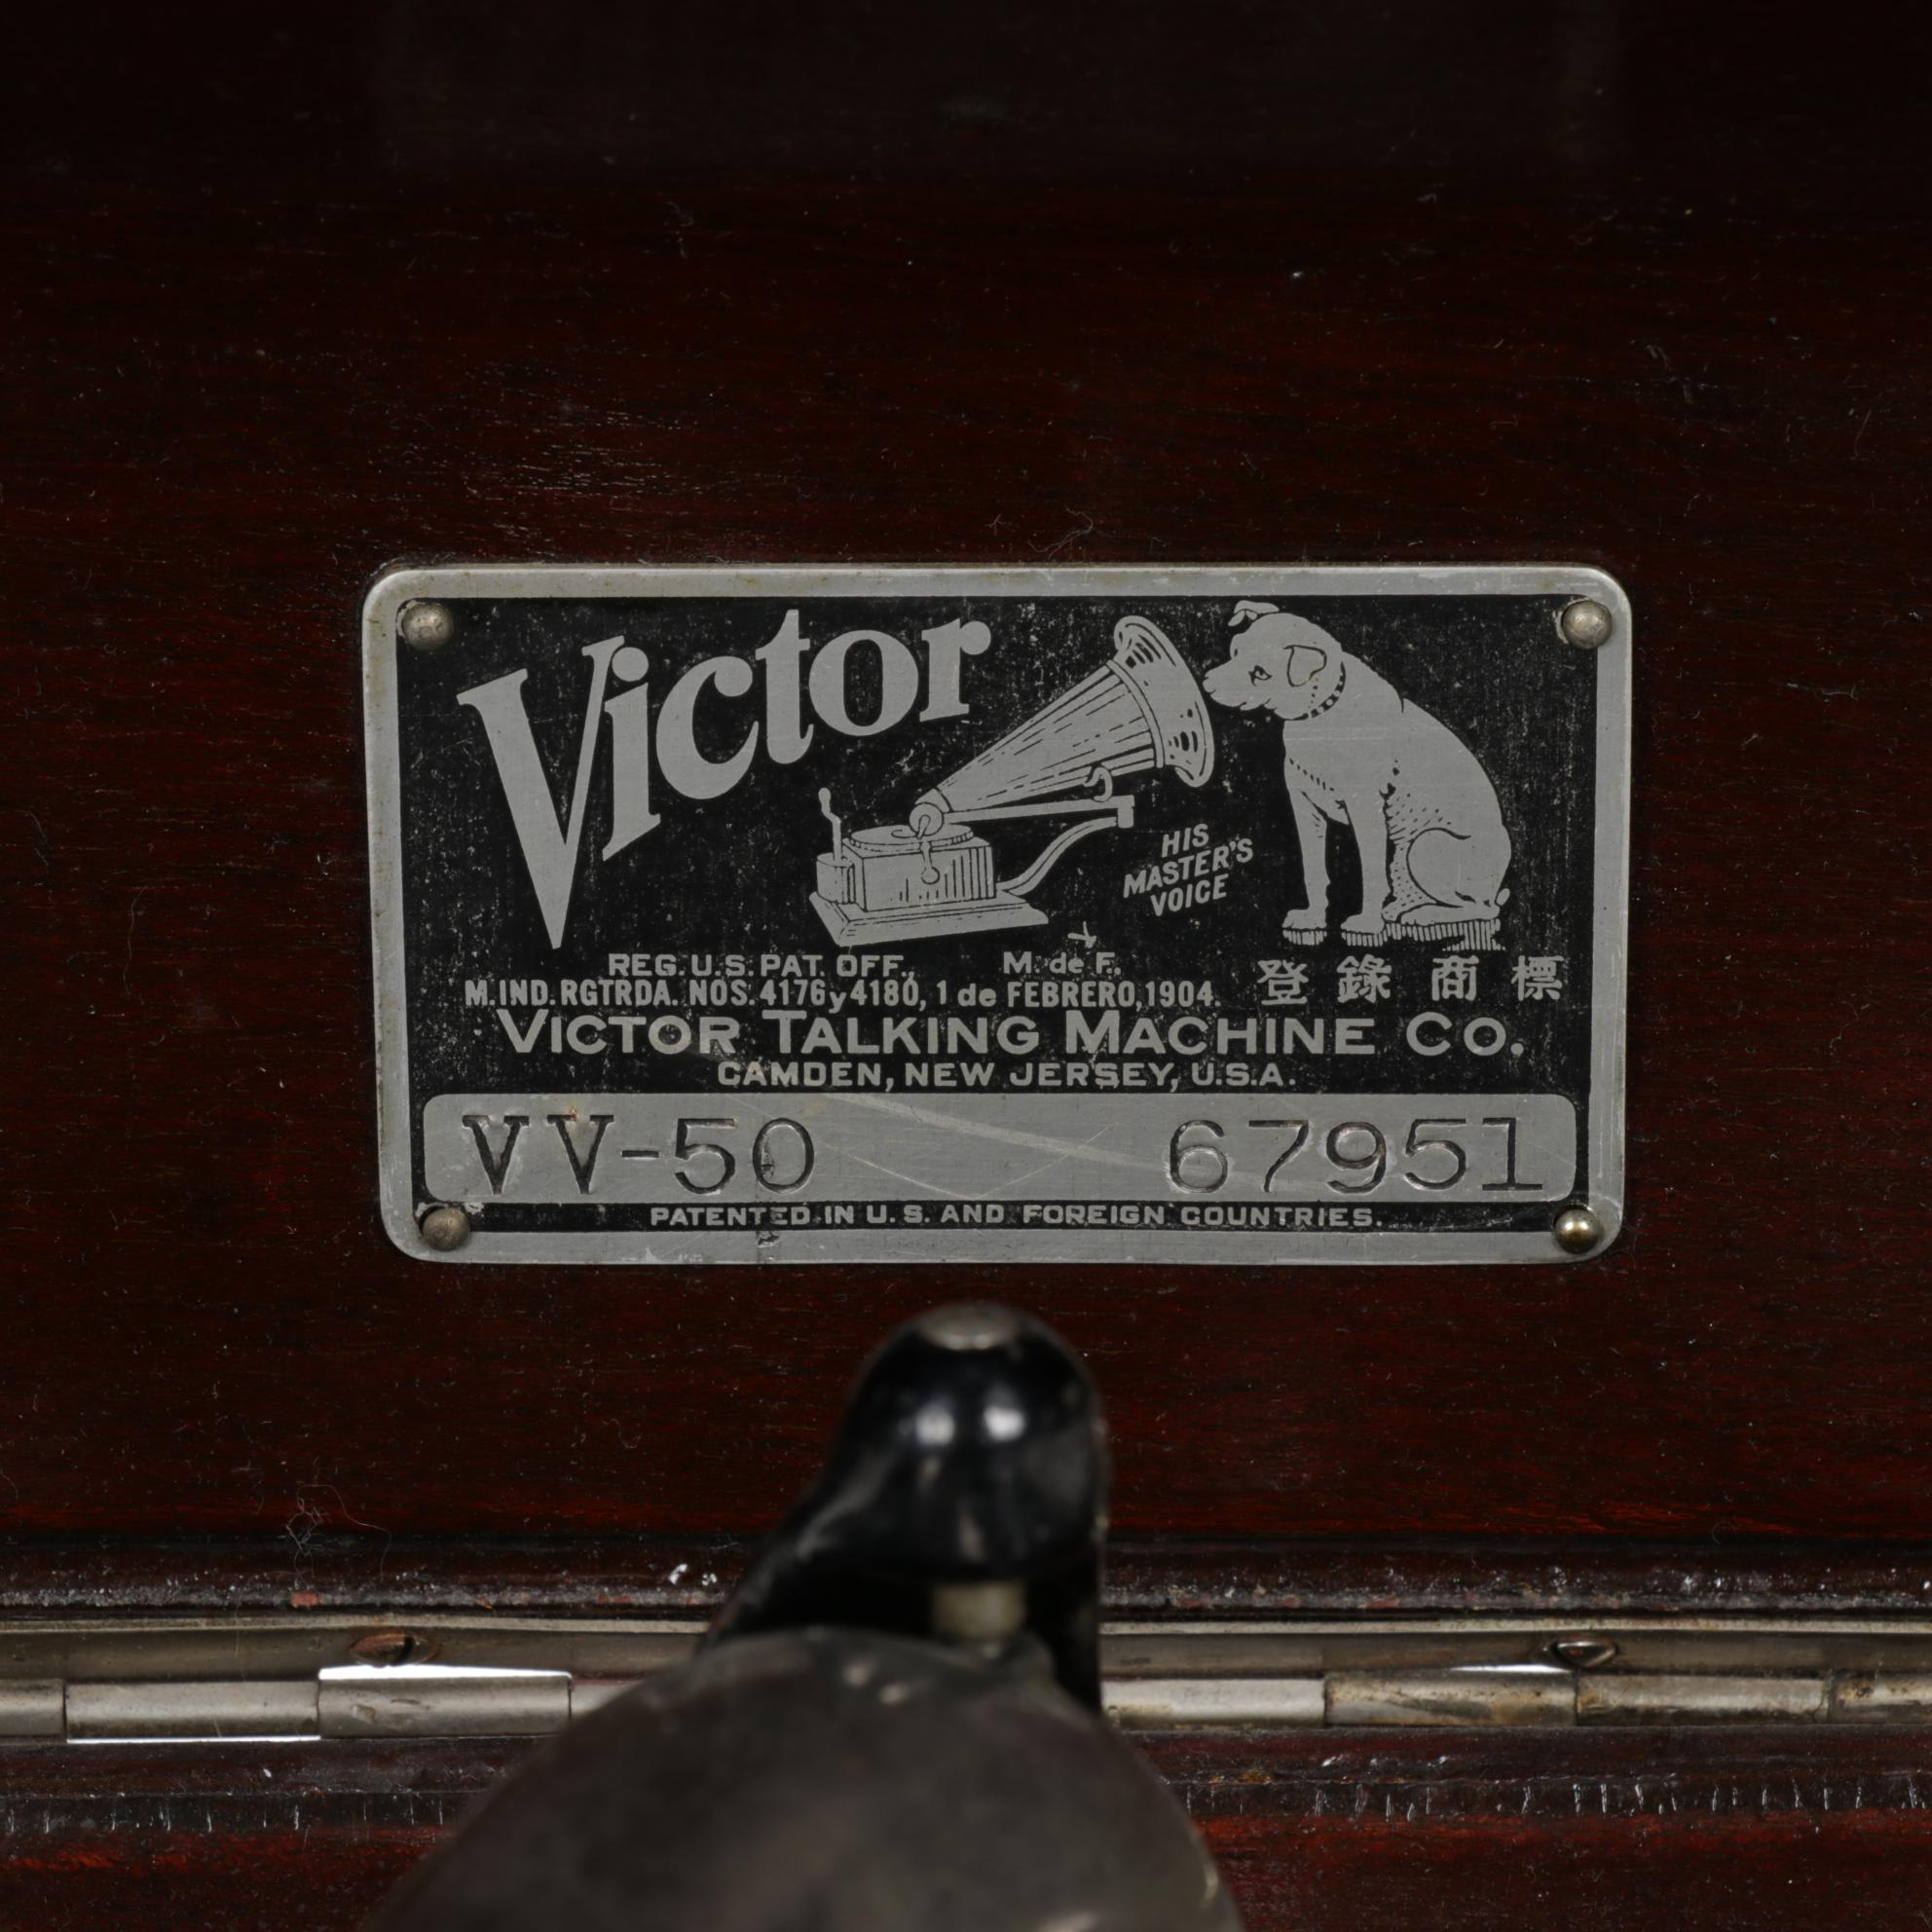 Victor
HIS
MASTER'S
VOICE
REG. U.S. PAT. OFF., M. de F.,
M. IND. RGTRDA. NOS. 4176 y 4180, 1 de FEBRERO, 1904.
登錄商標
VICTOR TALKING MACHINE CO.
CAMDEN, NEW JERSEY, U.S.A.
VV-50 67951
PATENTED IN U.S. AND FOREIGN COUNTRIES.